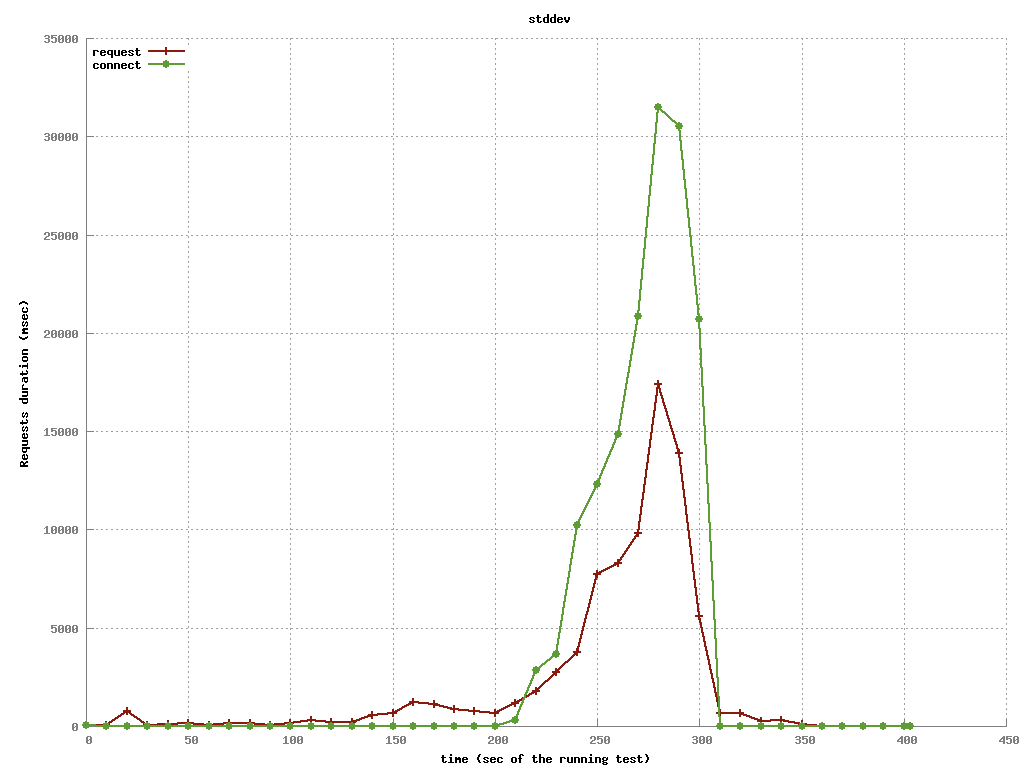 stddev
35000
request
connect
30000
25000
20000
15000
10000
5000
0
Requests duration (msec)
0 50 100 150 200 250 300 350 400 450
time (sec of the running test)